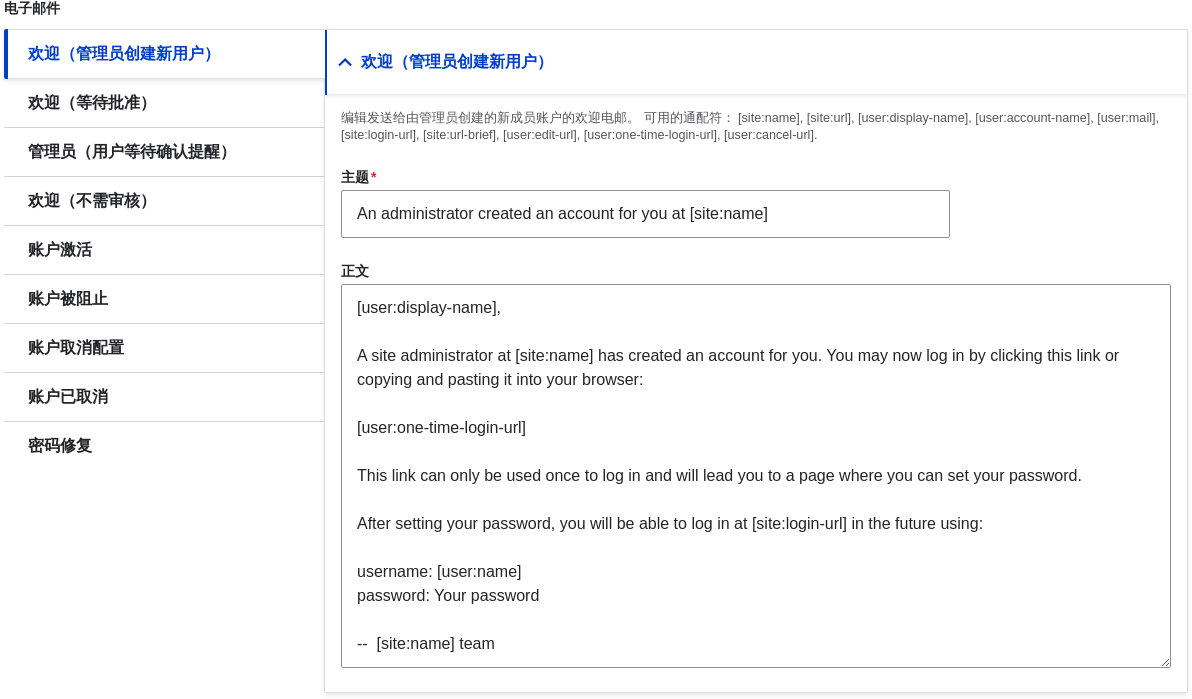 电子邮件
欢迎（管理员创建新用户）
欢迎（等待批准）
管理员（用户等待确认提醒）
欢迎（不需审核）
账户激活
账户被阻止
账户取消配置
账户已取消
密码修复
欢迎（管理员创建新用户）
编辑发送给由管理员创建的新成员账户的欢迎电邮。 可用的通配符： [site:name], [site:url], [user:display-name], [user:account-name], [user:mail],
[site:login-url], [site:url-brief], [user:edit-url], [user:one-time-login-url], [user:cancel-url].
主题*
An administrator created an account for you at [site:name]
正文
[user:display-name],
A site administrator at [site:name] has created an account for you. You may now log in by clicking this link or
copying and pasting it into your browser:
[user:one-time-login-url]
This link can only be used once to log in and will lead you to a page where you can set your password.
After setting your password, you will be able to log in at [site:login-url] in the future using:
username: [user:name]
password: Your password
--  [site:name] team